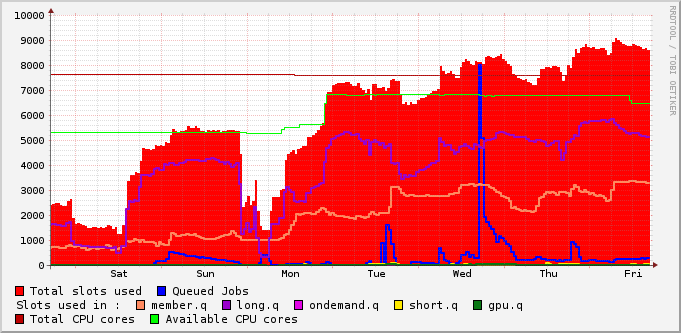 RRDTOOL / TOBI OETIKER
10000
9000
8000
7000
6000
5000
4000
3000
2000
1000
0
Sat Sun Mon Tue Wed Thu Fri
Total slots used Queued Jobs
Slots used in : member.q long.q ondemand.q short.q gpu.q
Total CPU cores Available CPU cores